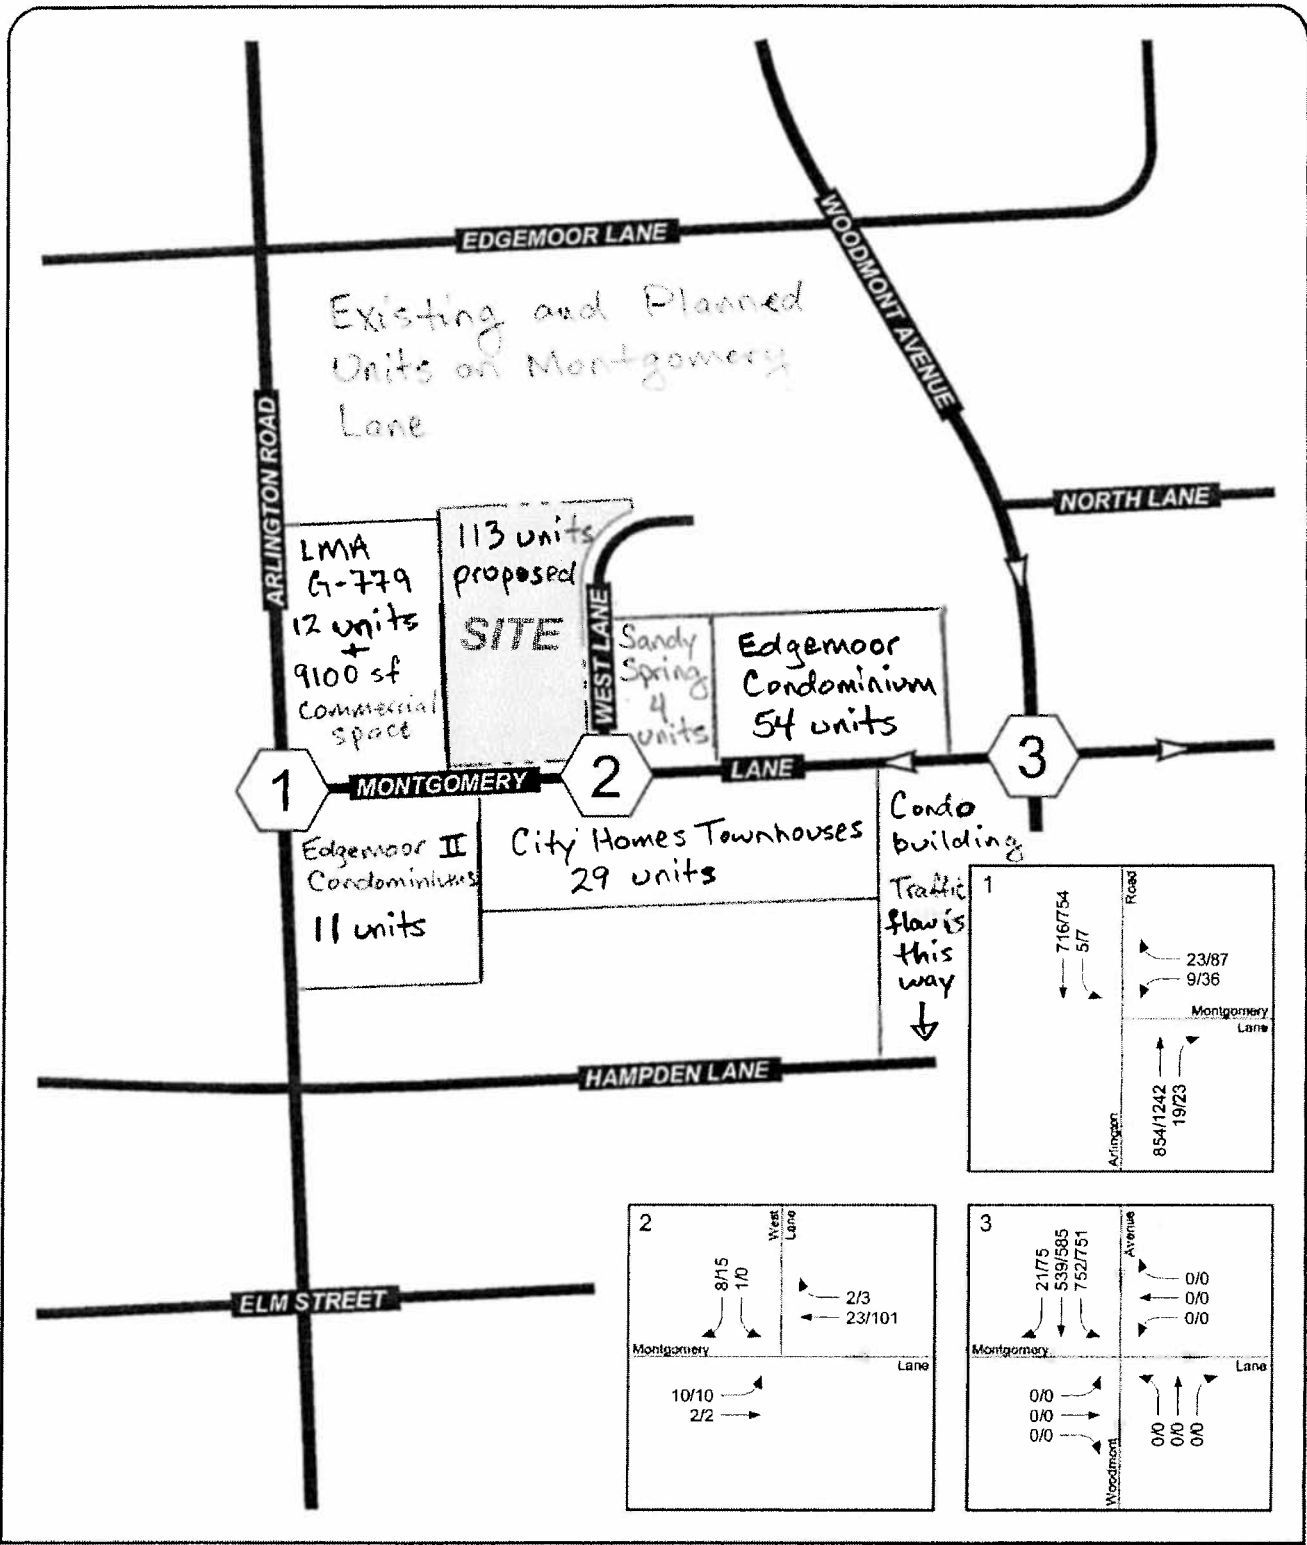 EDGEMOOR LANE
WOODMONT AVENUE
Existing and Planned
Units on Montgomery
Lane
ARLINGTON ROAD
NORTH LANE
LMA
G-779
12 units
+
9100 sf
Commercial
space
113 units
proposed
SITE
WEST LANE
Sandy
Spring
4
units
Edgemoor
Condominium
54 units
1
MONTGOMERY
2
LANE
3
Edgemoor II
Condominiums
11 units
City Homes Townhouses
29 units
Condo
building
Traffic
flow is
this
way
HAMPDEN LANE
ELM STREET
1
Road
716/754
5/7
23/87
9/36
Montgomery
Lane
854/1242
19/23
Arlington
2
West
Lane
8/15
1/0
2/3
23/101
Montgomery
Lane
10/10
2/2
3
Avenue
21/75
539/585
752/751
0/0
0/0
0/0
Montgomery
Lane
0/0
0/0
0/0
0/0
0/0
0/0
Woodmont